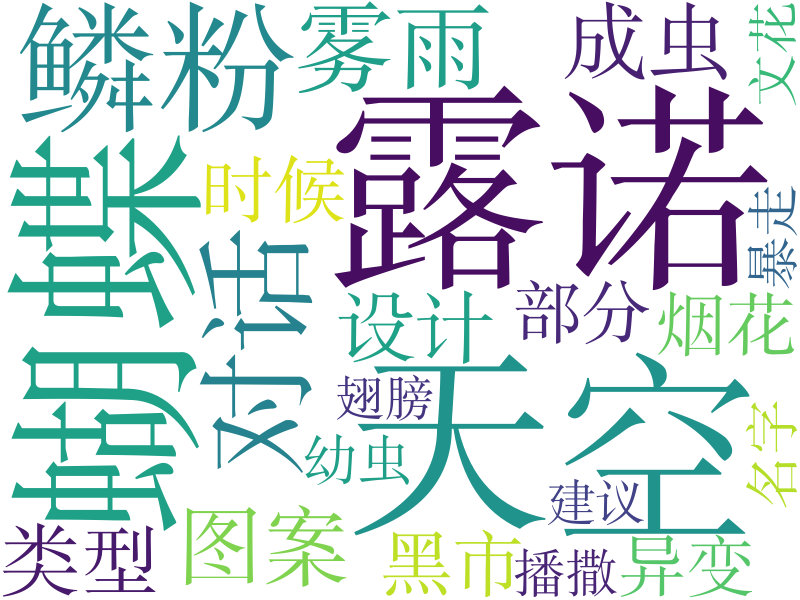 鳞粉
雾雨
成虫
文花
露诺
蝴蝶
时候
对话
暴走
设计
部分
烟花
天空
翅膀
幼虫
名字
建议
类型
图案
黑市
播撒
异变